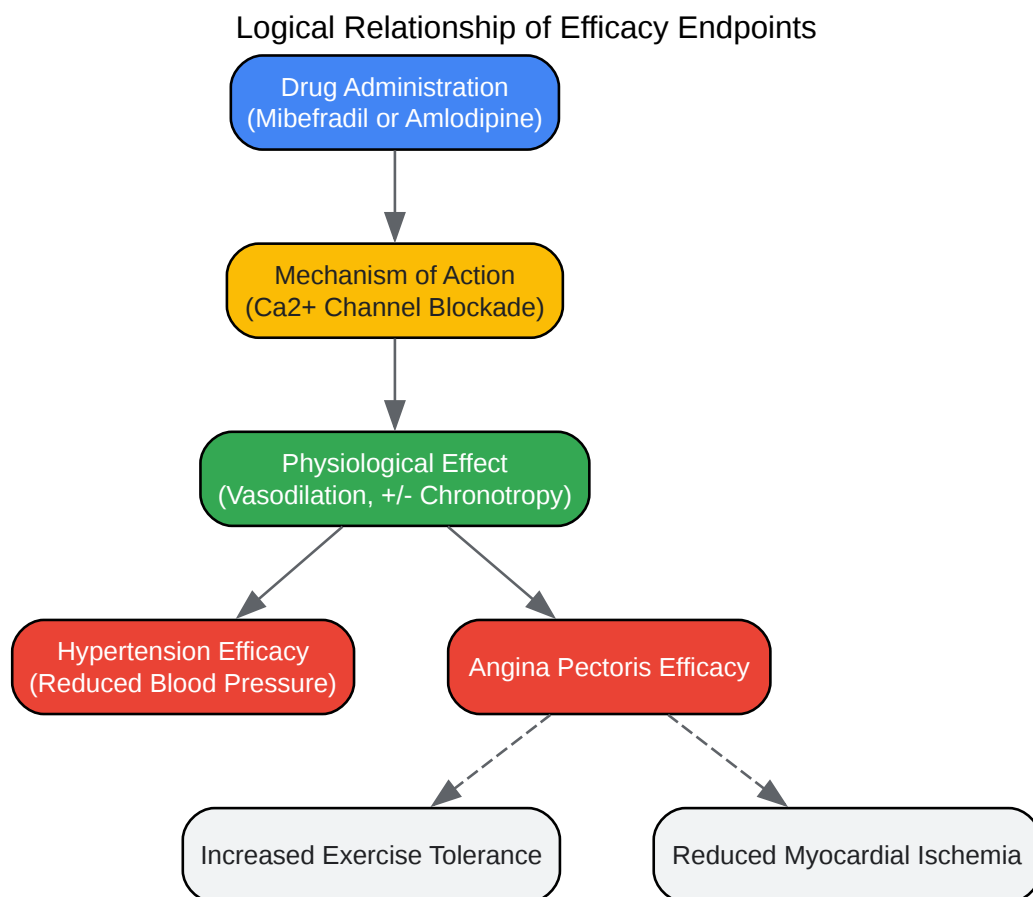 Logical Relationship of Efficacy Endpoints
Drug Administration
(Mibefradil or Amlodipine)
Mechanism of Action
(Ca2+ Channel Blockade)
Physiological Effect
(Vasodilation, +/- Chronotropy)
Hypertension Efficacy
(Reduced Blood Pressure)
Angina Pectoris Efficacy
Increased Exercise Tolerance
Reduced Myocardial Ischemia